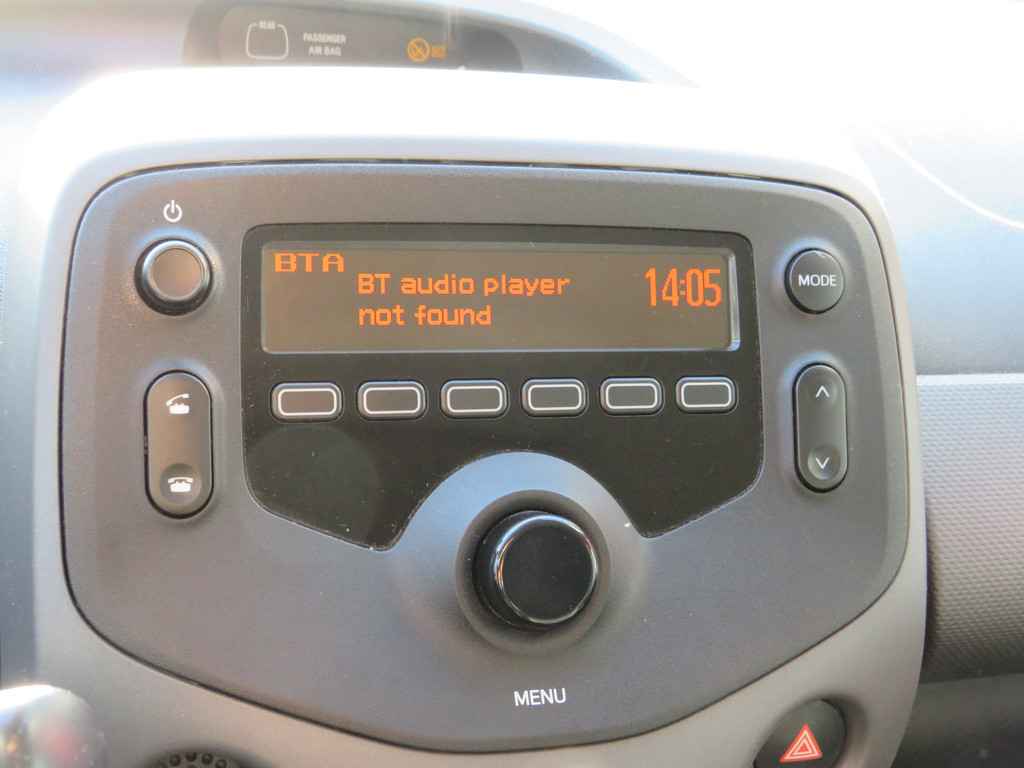 PASSENGER
AIR BAG
BTA
BT audio player
not found
14:05
MODE
MENU